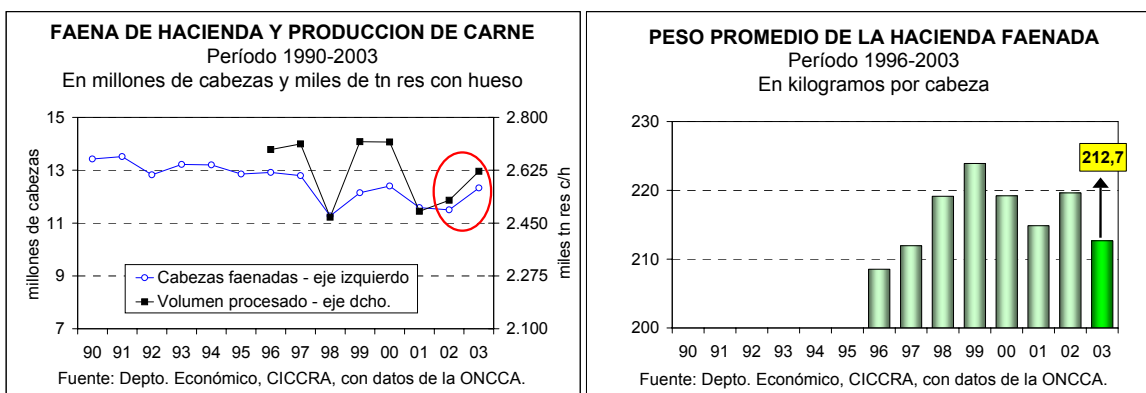 FAENA DE HACIENDA Y PRODUCCION DE CARNE
Período 1990-2003
En millones de cabezas y miles de tn res con hueso
15
13
11
9
7
millones de cabezas
2.800
2.625
2.450
2.275
2.100
miles tn res c/h
Cabezas faenadas - eje izquierdo
Volumen procesado - eje dcho.
90 91 92 93 94 95 96 97 98 99 00 01 02 03
Fuente: Depto. Económico, CICCRA, con datos de la ONCCA.
PESO PROMEDIO DE LA HACIENDA FAENADA
Período 1996-2003
En kilogramos por cabeza
230
220
210
200
212,7
90 91 92 93 94 95 96 97 98 99 00 01 02 03
Fuente: Depto. Económico, CICCRA, con datos de la ONCCA.